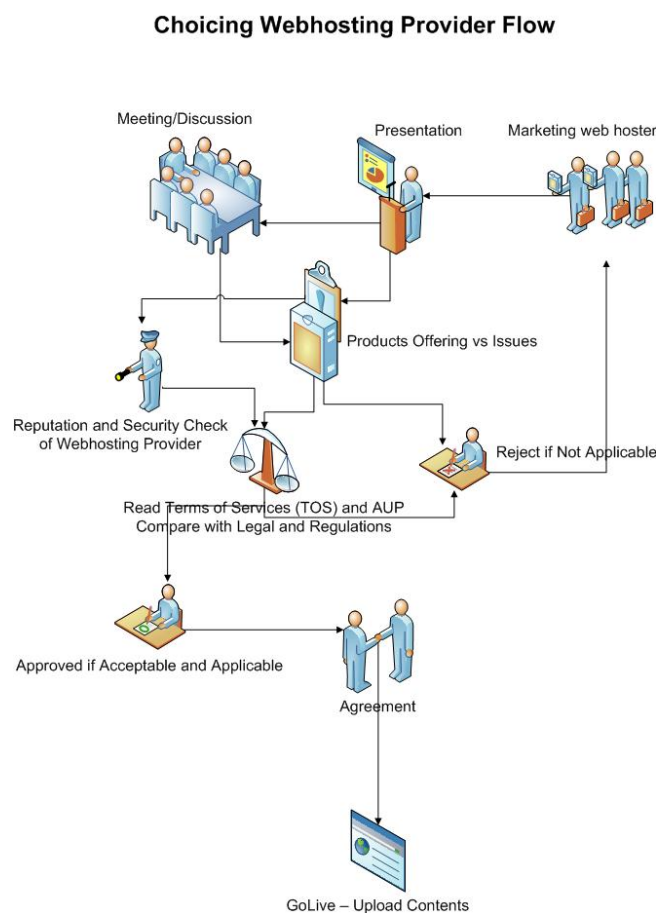 Choicing Webhosting Provider Flow
Meeting/Discussion
Presentation
Marketing web hoster
Products Offering vs Issues
Reputation and Security Check
of Webhosting Provider
Reject if Not Applicable
Read Terms of Services (TOS) and AUP
Compare with Legal and Regulations
Approved if Acceptable and Applicable
Agreement
GoLive – Upload Contents